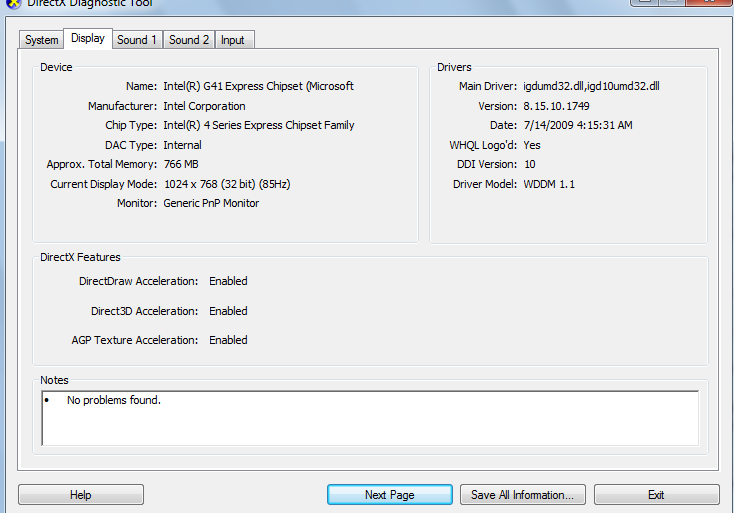 DirectX Diagnostic Tool
System Display Sound 1 Sound 2 Input
Device
Name: Intel(R) G41 Express Chipset (Microsoft
Manufacturer: Intel Corporation
Chip Type: Intel(R) 4 Series Express Chipset Family
DAC Type: Internal
Approx. Total Memory: 766 MB
Current Display Mode: 1024 x 768 (32 bit) (85Hz)
Monitor: Generic PnP Monitor
Drivers
Main Driver: igdumd32.dll,igd10umd32.dll
Version: 8.15.10.1749
Date: 7/14/2009 4:15:31 AM
WHQL Logo'd: Yes
DDI Version: 10
Driver Model: WDDM 1.1
DirectX Features
DirectDraw Acceleration: Enabled
Direct3D Acceleration: Enabled
AGP Texture Acceleration: Enabled
Notes
• No problems found.
Help Next Page Save All Information... Exit